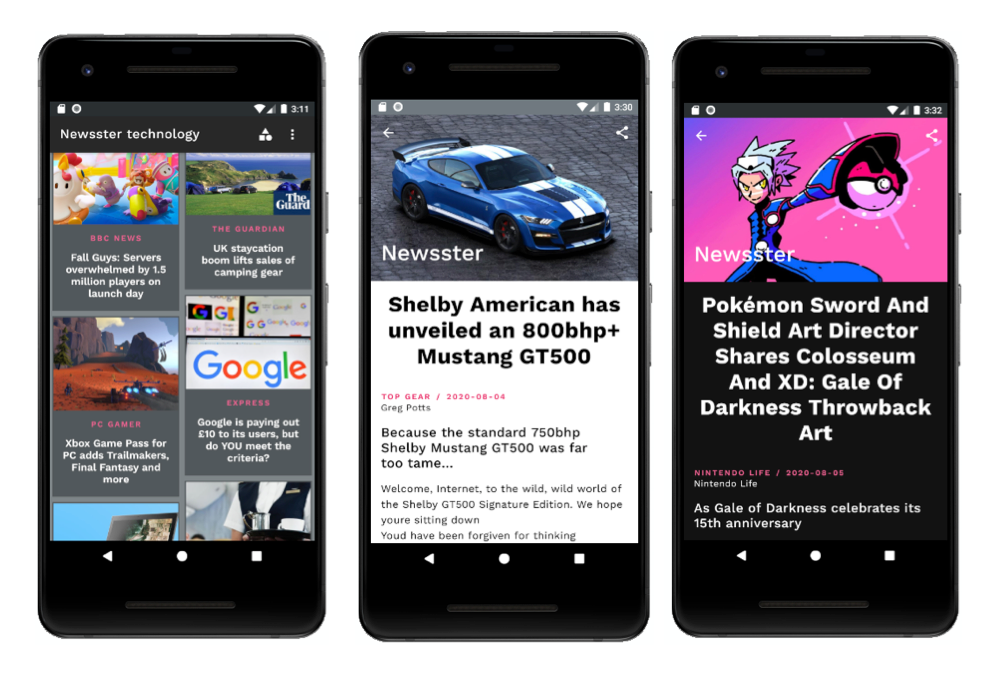 3:11
Newsster technology
BBC NEWS
Fall Guys: Servers
overwhelmed by 1.5
million players on
launch day
PC GAMER
Xbox Game Pass for
PC adds Trailmakers,
Final Fantasy and
more
The
Guard
THE GUARDIAN
UK staycation
boom lifts sales of
camping gear
Google
EXPRESS
Google is paying out
£10 to its users, but
do YOU meet the
criteria?
3:30
Newsster
Shelby American has
unveiled an 800bhp+
Mustang GT500
TOP GEAR / 2020-08-04
Greg Potts
Because the standard 750bhp
Shelby Mustang GT500 was far
too tame...
Welcome, Internet, to the wild, wild world of
the Shelby GT500 Signature Edition. We hope
youre sitting down
Youd have been forgiven for thinking
3:32
Newsster
Pokémon Sword And
Shield Art Director
Shares Colosseum
And XD: Gale Of
Darkness Throwback
Art
NINTENDO LIFE / 2020-08-05
Nintendo Life
As Gale of Darkness celebrates its
15th anniversary